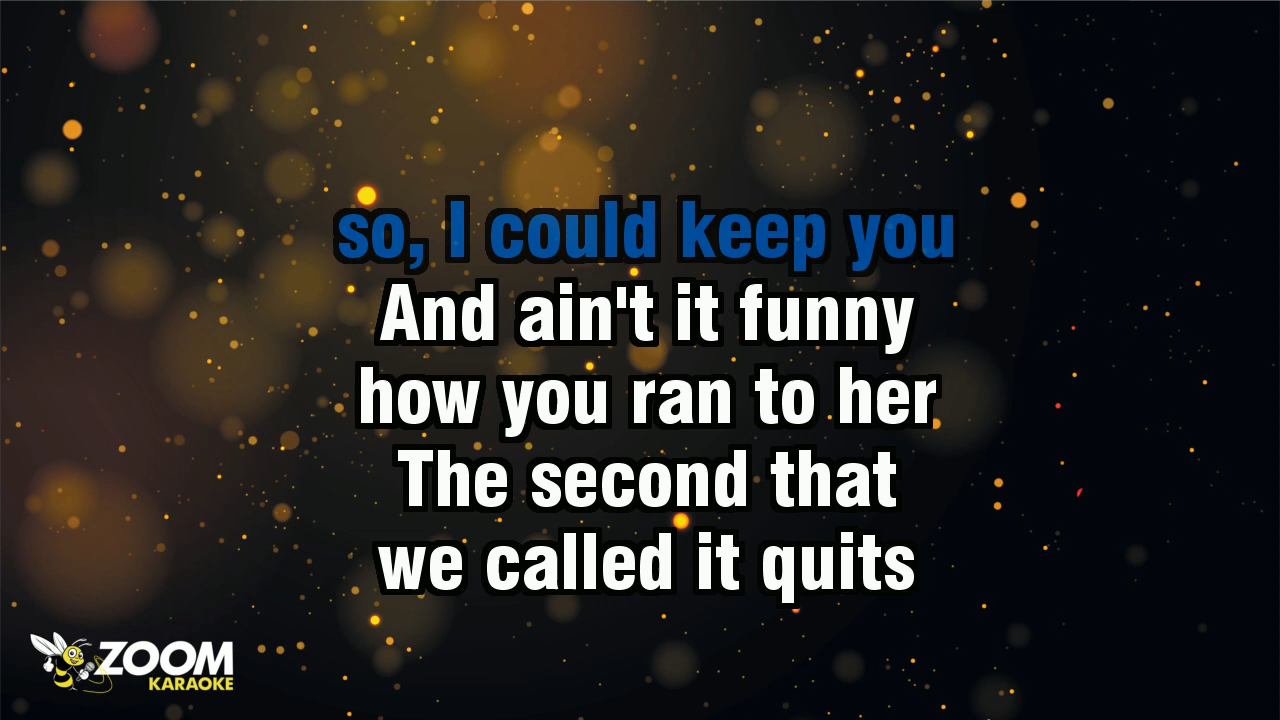 so, I could keep you
And ain't it funny
how you ran to her
The second that
we called it quits
ZOOM
KARAOKE